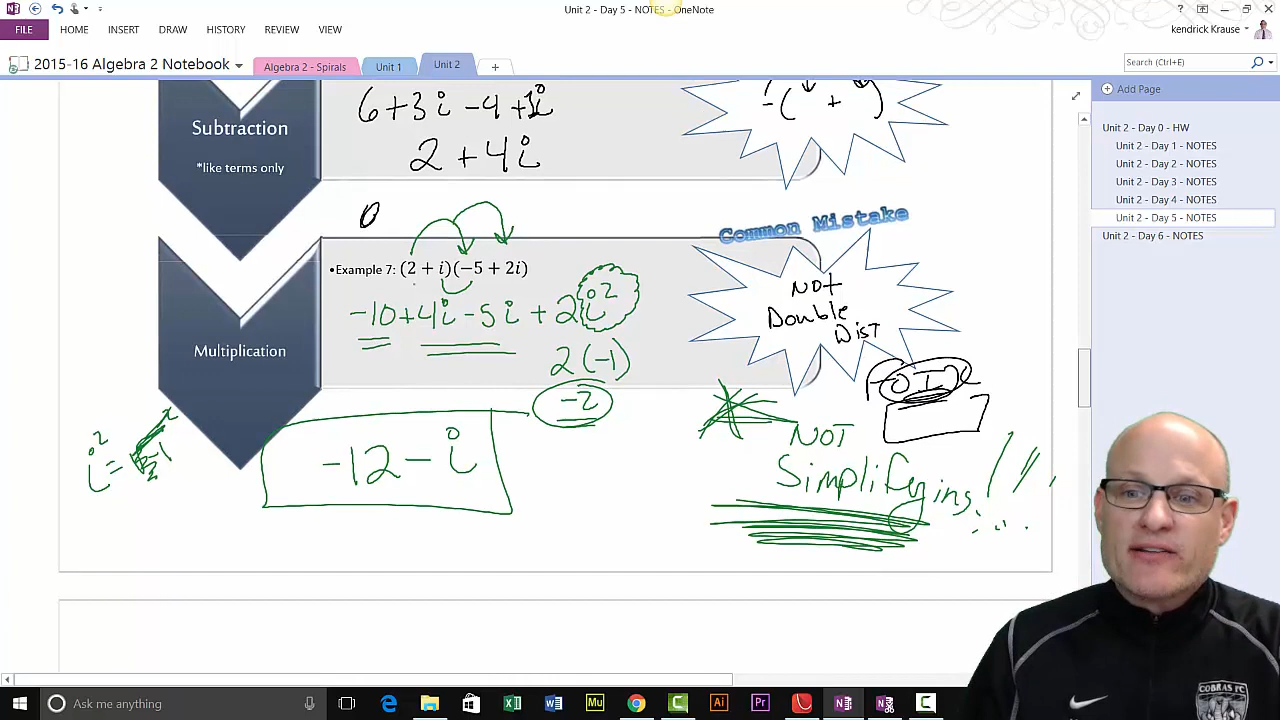 Unit 2 - Day 5 - NOTES - OneNote
FILE HOME INSERT DRAW HISTORY REVIEW VIEW
kendrick Krause
2015-16 Algebra 2 Notebook
Algebra 2 - Spirals
Unit 1
Unit 2
Search (Ctrl+E)
Add Page
Unit 2 - Day 0 - HW
Unit 2 - Day 1 - NOTES
Unit 2 - Day 2 - NOTES
Unit 2 - Day 3 - NOTES
Unit 2 - Day 4 - NOTES
Unit 2 - Day 5 - NOTES
Unit 2 - Day 6 - NOTES
Subtraction
*like terms only
6+3i-4+1i
2+4i
-( + )
Common Mistake
•Example 7: (2 + i)(−5 + 2i)
-10+4i-5i+2i²
2(-1)
-2
-12-i
Multiplication
i²=-1
NOT
Double
DIST
FOIL
NOT
Simplifying!!!
Ask me anything
COBRAS FC